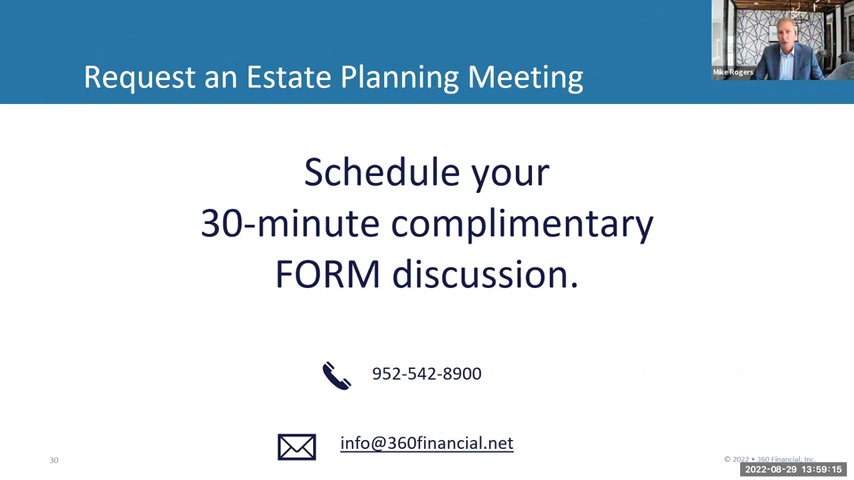 Mike Rogers
Request an Estate Planning Meeting
Schedule your
30-minute complimentary
FORM discussion.
952-542-8900
info@360financial.net
30
© 2022 • 360 Financial, Inc.
2022-08-29 13:59:15